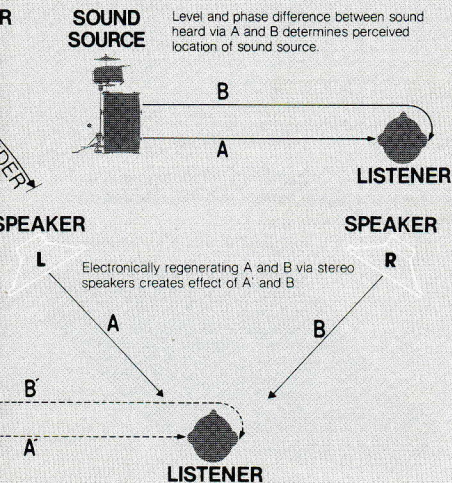 R
SOUND
SOURCE
Level and phase difference between sound
heard via A and B determines perceived
location of sound source.
B
A
LISTENER
DER
SPEAKER
SPEAKER
L
R
Electronically regenerating A and B via stereo
speakers creates effect of A' and B
A
B
B'
A'
LISTENER